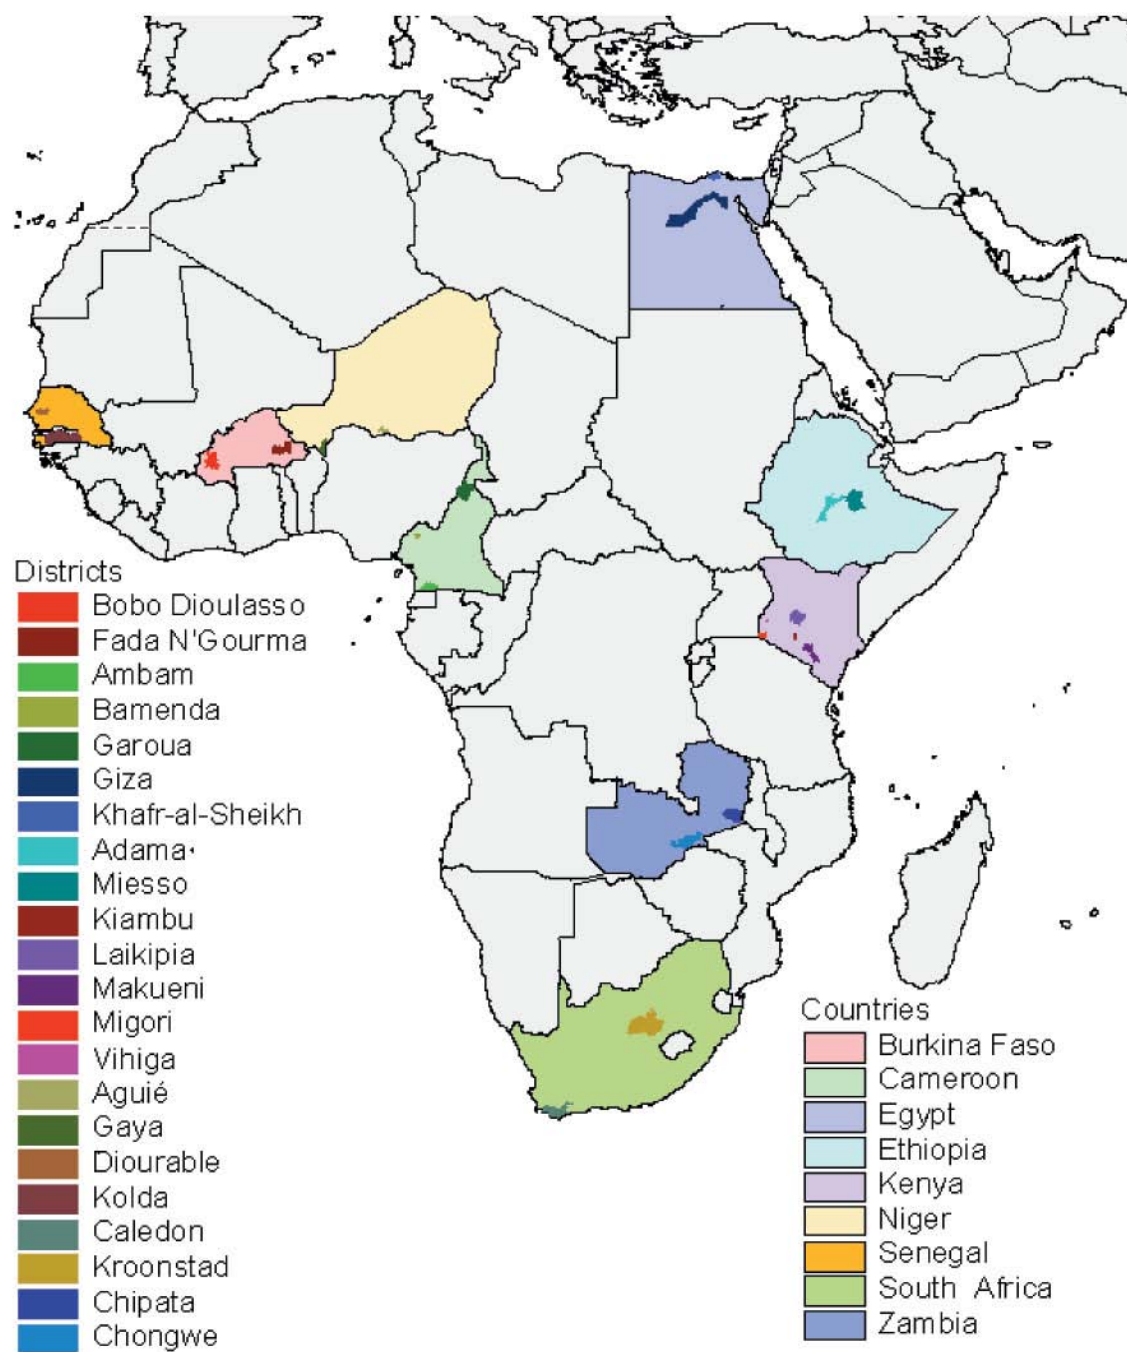 Districts
Bobo Dioulasso
Fada N'Gourma
Ambam
Bamenda
Garoua
Giza
Khafr-al-Sheikh
Adama·
Miesso
Kiambu
Laikipia
Makueni
Migori
Vihiga
Aguié
Gaya
Diourable
Kolda
Caledon
Kroonstad
Chipata
Chongwe
Countries
Burkina Faso
Cameroon
Egypt
Ethiopia
Kenya
Niger
Senegal
South Africa
Zambia